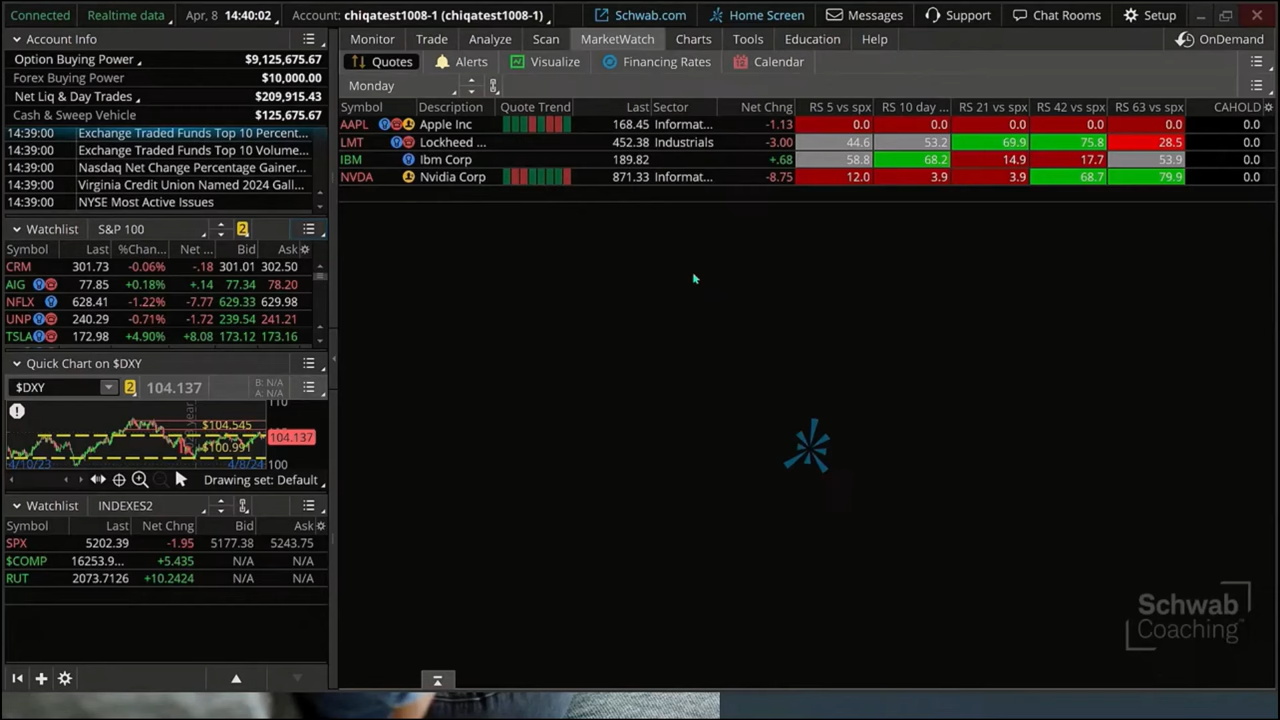 Connected Realtime data Apr, 8 14:40:02 Account: chiqatest1008-1 (chiqatest1008-1) Schwab.com Home Screen Messages Support Chat Rooms Setup
Account Info
Option Buying Power $9,125,675.67
Forex Buying Power $10,000.00
Net Liq & Day Trades $209,915.43
Cash & Sweep Vehicle $125,675.67
14:39:00 Exchange Traded Funds Top 10 Percent...
14:39:00 Exchange Traded Funds Top 10 Volume...
14:39:00 Nasdaq Net Change Percentage Gainer...
14:39:00 Virginia Credit Union Named 2024 Gall...
14:39:00 NYSE Most Active Issues
Watchlist S&P 100 2
Symbol Last %Chan... Net ... Bid Ask
CRM 301.73 -0.06% -.18 301.01 302.50
AIG 77.85 +0.18% +.14 77.34 78.20
NFLX 628.41 -1.22% -7.77 629.33 629.98
UNP 240.29 -0.71% -1.72 239.54 241.21
TSLA 172.98 +4.90% +8.08 173.12 173.16
Quick Chart on $DXY
$DXY 2 104.137 B: N/A
A: N/A
110
$104.545
104.137
$100.991
4/10/23 4/8/24 100
Drawing set: Default
Watchlist INDEXES2
Symbol Last Net Chng Bid Ask
SPX 5202.39 -1.95 5177.38 5243.75
$COMP 16253.9... +5.435 N/A N/A
RUT 2073.7126 +10.2424 N/A N/A
Monitor Trade Analyze Scan MarketWatch Charts Tools Education Help OnDemand
Quotes Alerts Visualize Financing Rates Calendar
Monday
Symbol Description Quote Trend Last Sector Net Chng RS 5 vs spx RS 10 day ... RS 21 vs spx RS 42 vs spx RS 63 vs spx CAHOLD
AAPL Apple Inc 168.45 Informat... -1.13 0.0 0.0 0.0 0.0 0.0 0.0
LMT Lockheed ... 452.38 Industrials -3.00 44.6 53.2 69.9 75.8 28.5 0.0
IBM Ibm Corp 189.82 +.68 58.8 68.2 14.9 17.7 53.9 0.0
NVDA Nvidia Corp 871.33 Informat... -8.75 12.0 3.9 3.9 68.7 79.9 0.0
Schwab
Coaching